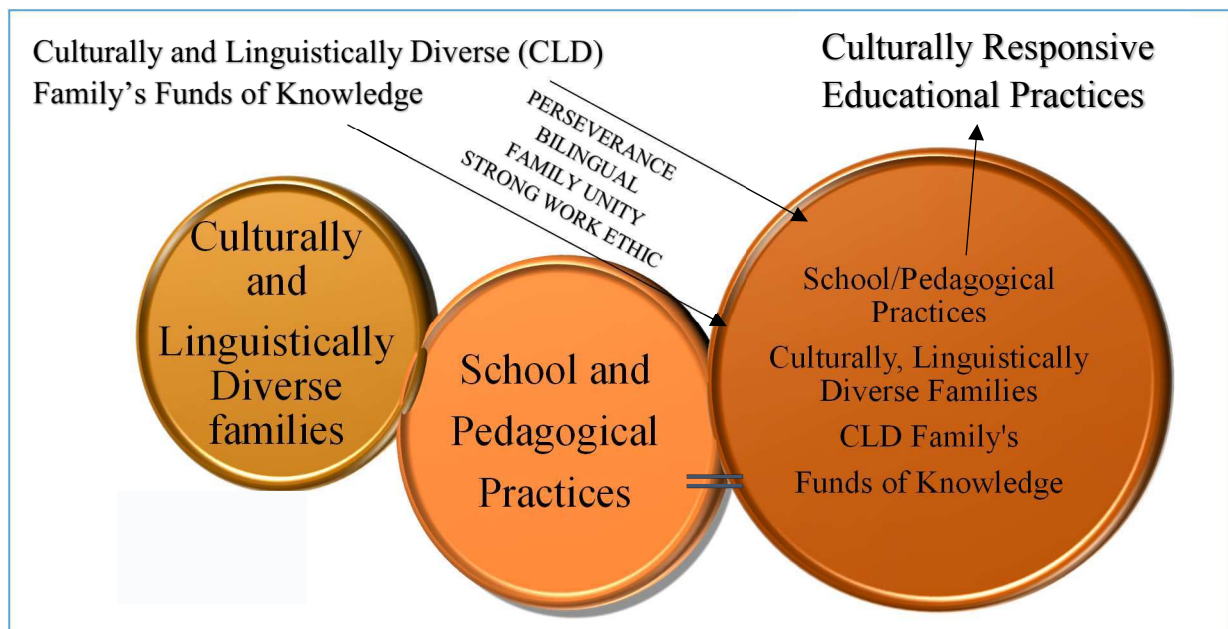 Culturally and Linguistically Diverse (CLD)
Family's Funds of Knowledge
PERSEVERANCE
BILINGUAL
FAMILY UNITY
STRONG WORK ETHIC
Culturally Responsive
Educational Practices
Culturally
and
Linguistically
Diverse
families
School and
Pedagogical
Practices
=
School/Pedagogical
Practices
Culturally, Linguistically
Diverse Families
CLD Family's
Funds of Knowledge